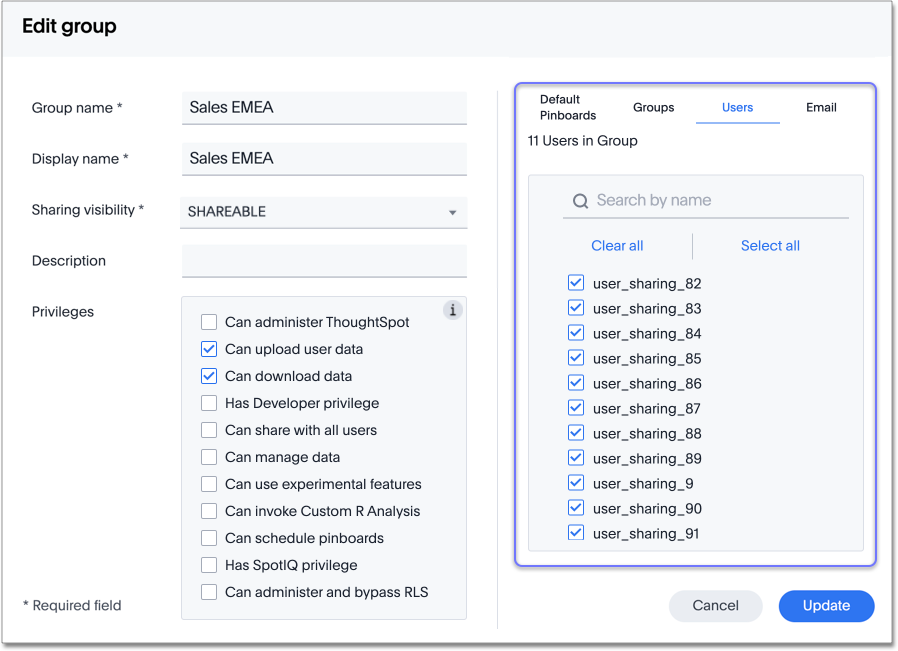 Edit group
Group name *
Sales EMEA
Display name *
Sales EMEA
Sharing visibility *
SHAREABLE
Description
Privileges
i
Can administer ThoughtSpot
Can upload user data
Can download data
Has Developer privilege
Can share with all users
Can manage data
Can use experimental features
Can invoke Custom R Analysis
Can schedule pinboards
Has SpotIQ privilege
Can administer and bypass RLS
* Required field
Default
Pinboards
Groups
Users
Email
11 Users in Group
Search by name
Clear all
Select all
user_sharing_82
user_sharing_83
user_sharing_84
user_sharing_85
user_sharing_86
user_sharing_87
user_sharing_88
user_sharing_89
user_sharing_9
user_sharing_90
user_sharing_91
Cancel
Update